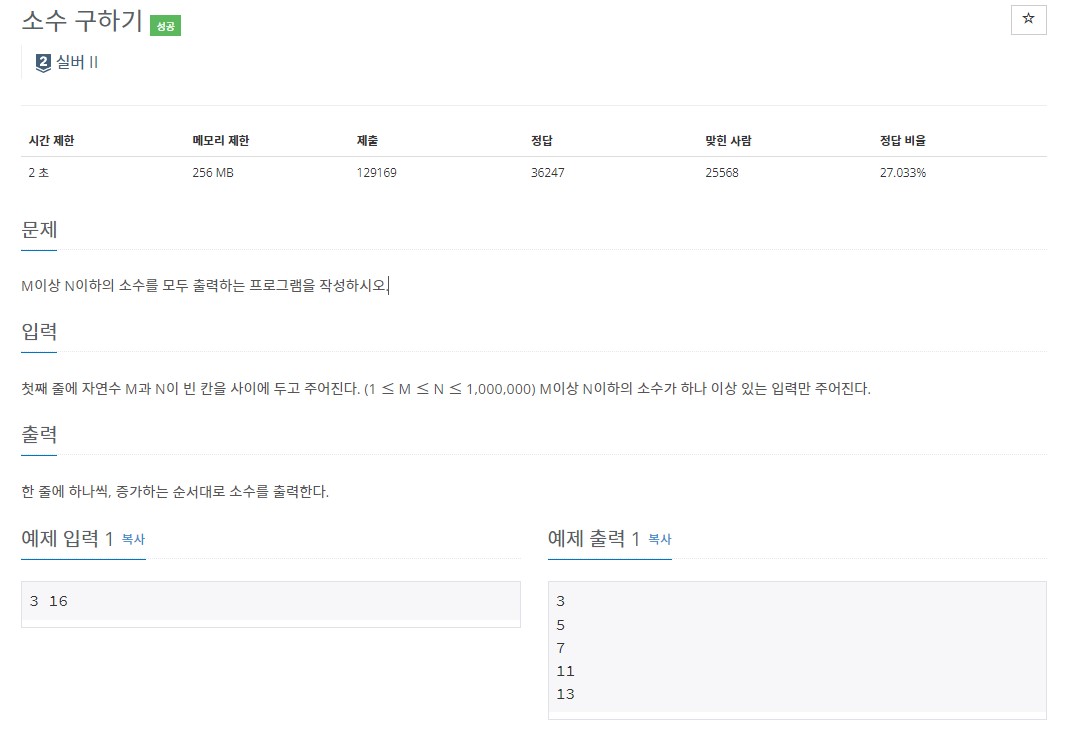 소수 구하기 성공
☆
2 실버 II
시간 제한 메모리 제한 제출 정답 맞힌 사람 정답 비율
2 초 256 MB 129169 36247 25568 27.033%
문제
M이상 N이하의 소수를 모두 출력하는 프로그램을 작성하시오.
입력
첫째 줄에 자연수 M과 N이 빈 칸을 사이에 두고 주어진다. (1 ≤ M ≤ N ≤ 1,000,000) M이상 N이하의 소수가 하나 이상 있는 입력만 주어진다.
출력
한 줄에 하나씩, 증가하는 순서대로 소수를 출력한다.
예제 입력 1 복사
3 16
예제 출력 1 복사
3
5
7
11
13